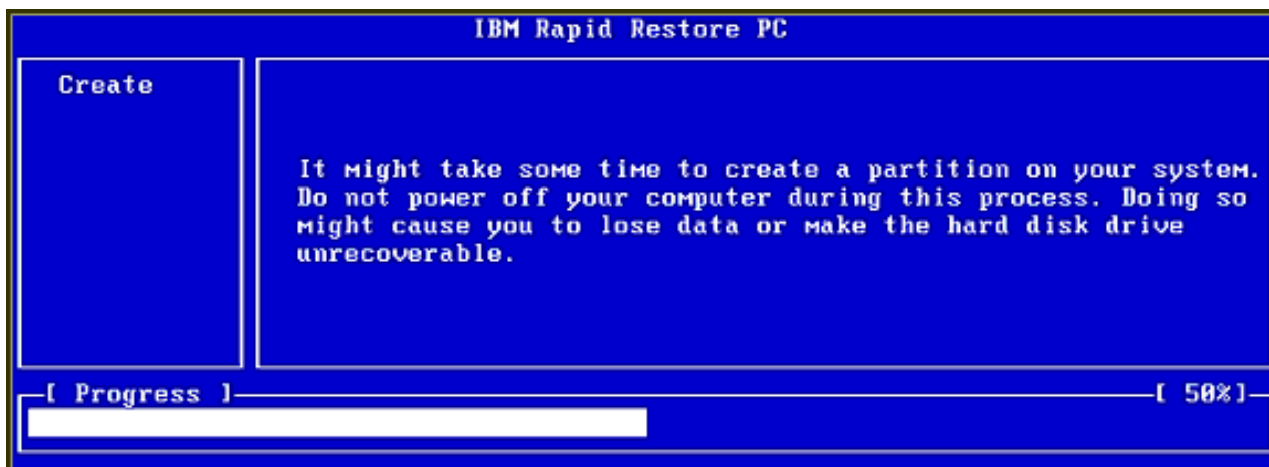 IBM Rapid Restore PC
Create
It might take some time to create a partition on your system.
Do not power off your computer during this process. Doing so
might cause you to lose data or make the hard disk drive
unrecoverable.
[ Progress ]
[ 50%]